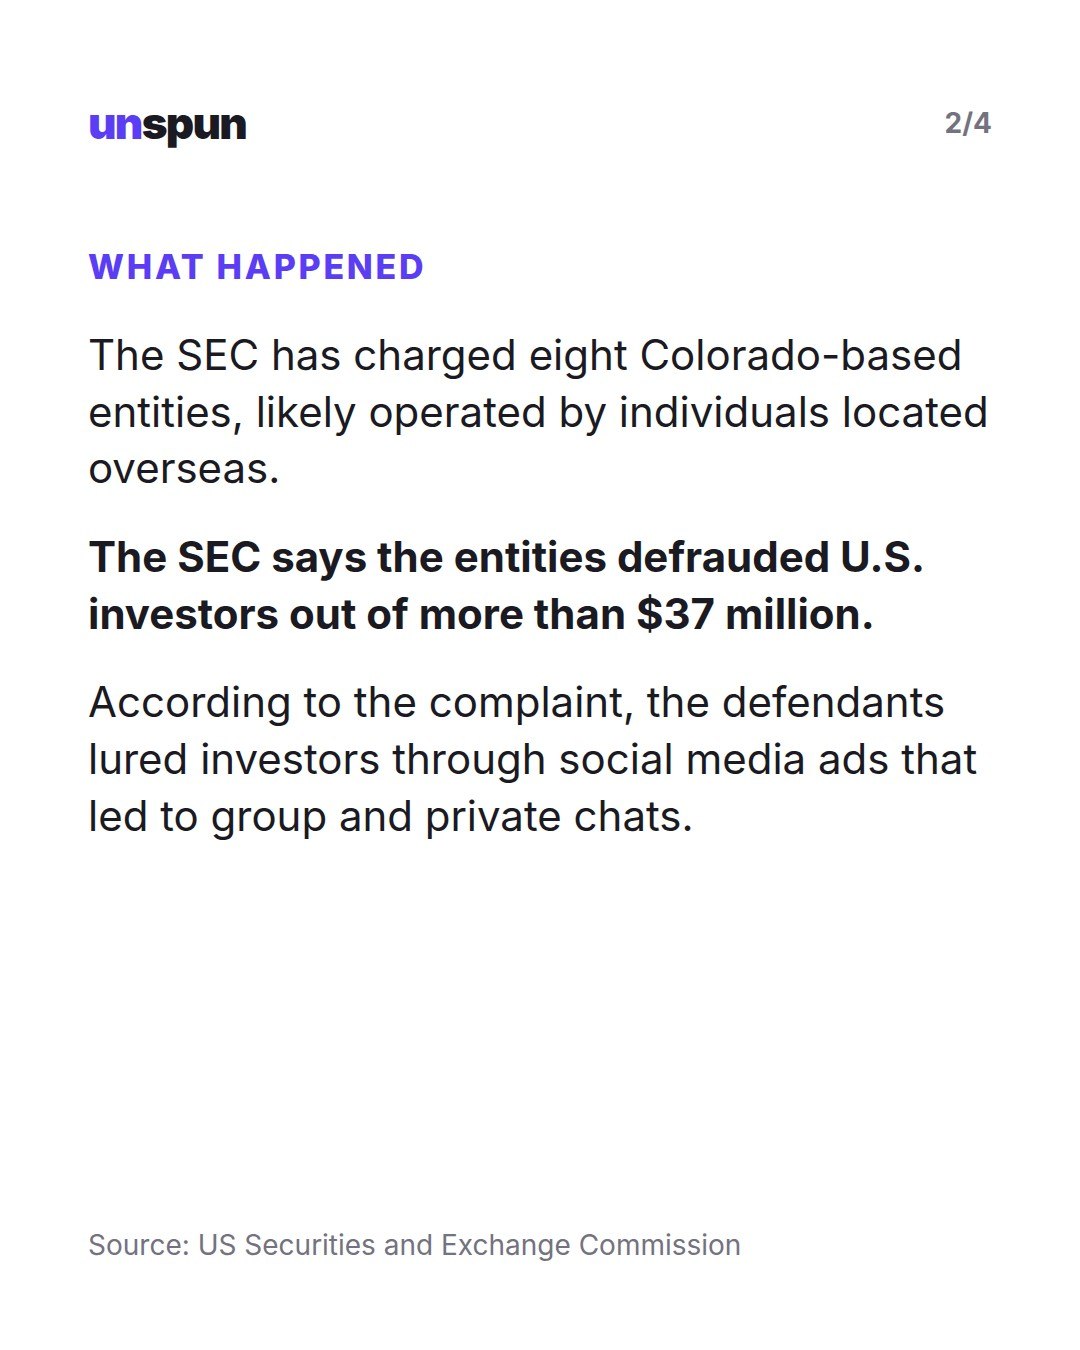 unspun
2/4
WHAT HAPPENED
The SEC has charged eight Colorado-based
entities, likely operated by individuals located
overseas.
The SEC says the entities defrauded U.S.
investors out of more than $37 million.
According to the complaint, the defendants
lured investors through social media ads that
led to group and private chats.
Source: US Securities and Exchange Commission